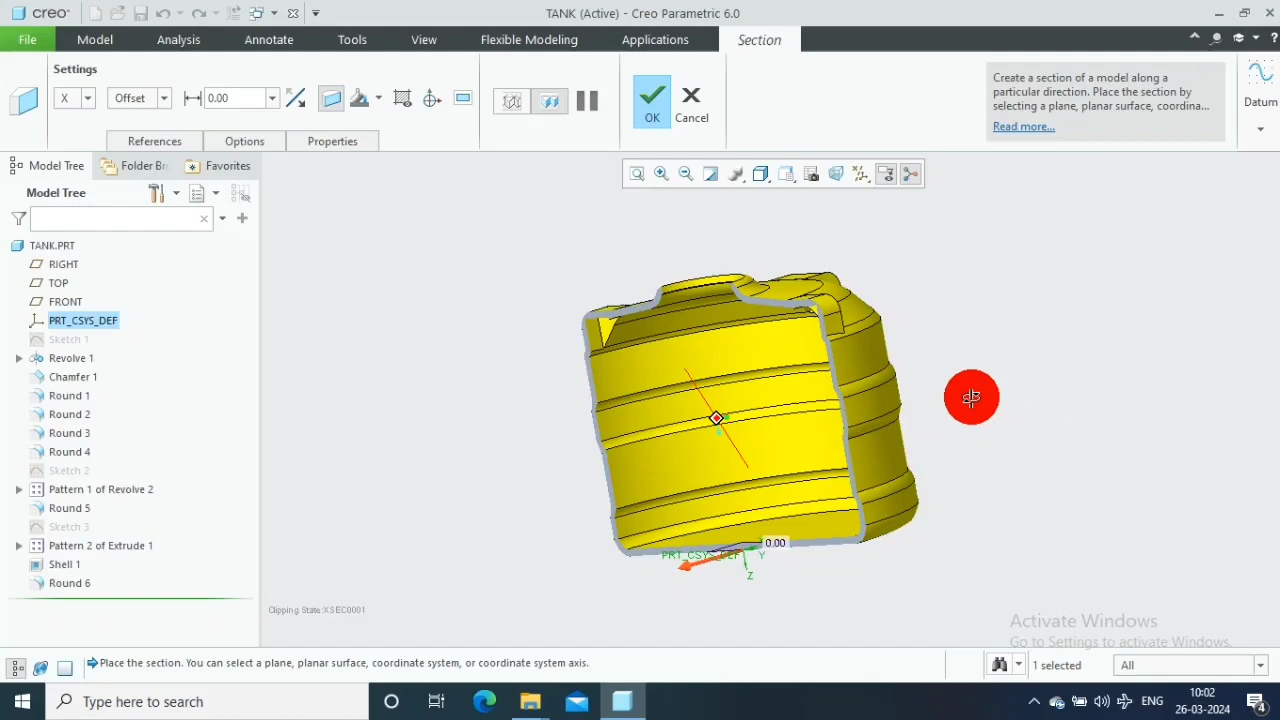 creo
TANK (Active) - Creo Parametric 6.0
File
Model
Analysis
Annotate
Tools
View
Flexible Modeling
Applications
Section
Settings
X
Offset
0.00
OK
Cancel
Create a section of a model along a
particular direction. Place the section by
selecting a plane, planar surface, coordina...
Read more...
Datum
References
Options
Properties
Model Tree
Folder Br
Favorites
Model Tree
TANK.PRT
RIGHT
TOP
FRONT
PRT_CSYS_DEF
Sketch 1
Revolve 1
Chamfer 1
Round 1
Round 2
Round 3
Round 4
Sketch 2
Pattern 1 of Revolve 2
Round 5
Sketch 3
Pattern 2 of Extrude 1
Shell 1
Round 6
0.00
PRT_CSYS_DEF
Y
Z
Clipping State:XSEC0001
Activate Windows
Go to Settings to activate Windows.
Place the section. You can select a plane, planar surface, coordinate system, or coordinate system axis.
1 selected
All
Type here to search
ENG
10:02
26-03-2024
4